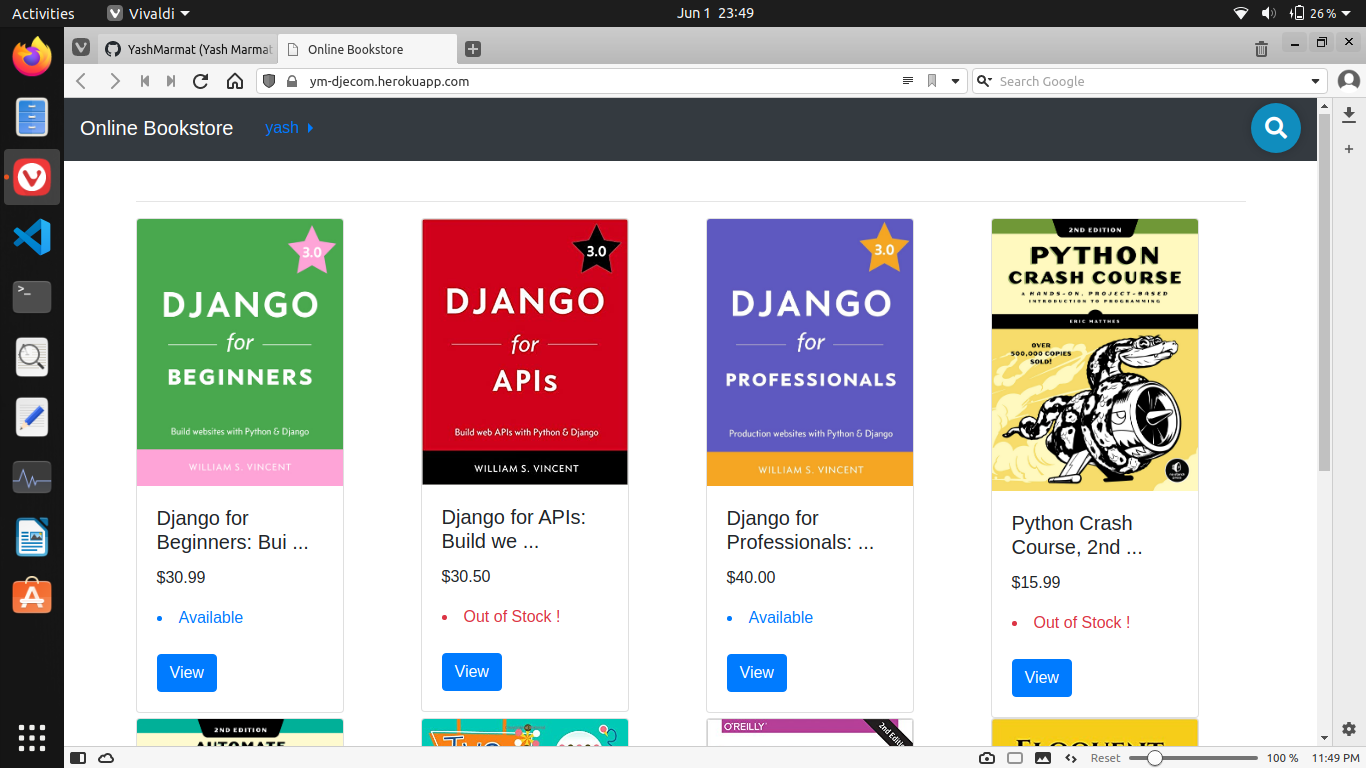 Activities
Vivaldi
Jun 1 23:49
26 %
YashMarmat (Yash Marmat
Online Bookstore
ym-djecom.herokuapp.com
Search Google
Online Bookstore
yash
3.0
DJANGO
for
BEGINNERS
Build websites with Python & Django
WILLIAM S. VINCENT
Django for
Beginners: Bui ...
$30.99
Available
View
3.0
DJANGO
for
APIs
Build web APIs with Python & Django
WILLIAM S. VINCENT
Django for APIs:
Build we ...
$30.50
Out of Stock !
View
3.0
DJANGO
for
PROFESSIONALS
Production websites with Python & Django
WILLIAM S. VINCENT
Django for
Professionals: ...
$40.00
Available
View
2ND EDITION
PYTHON
CRASH COURSE
A HANDS-ON, PROJECT-BASED
INTRODUCTION TO PROGRAMMING
ERIC MATTHES
OVER
500,000 COPIES
SOLD!
Python Crash
Course, 2nd ...
$15.99
Out of Stock !
View
2ND EDITION
AUTOMATE
TWO
O'REILLY
2nd Editi
ELOQUENT
Reset
100 %
11:49 PM